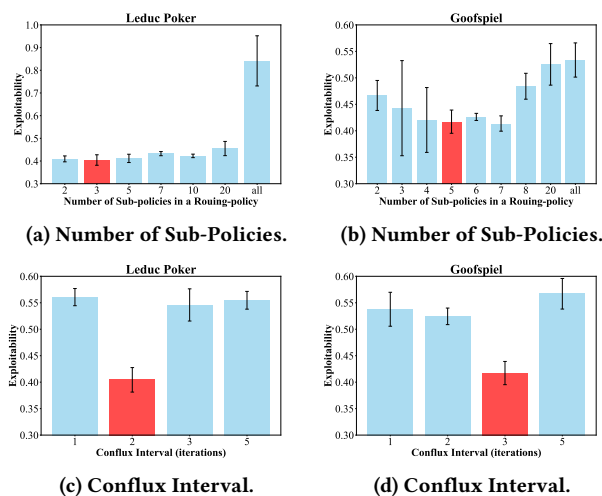 Leduc Poker
Exploitability
1.0
0.9
0.8
0.7
0.6
0.5
0.4
0.3
2 3 5 7 10 20 all
Number of Sub-policies in a Rouing-policy
(a) Number of Sub-Policies.
Goofspiel
Exploitability
0.60
0.55
0.50
0.45
0.40
0.35
0.30
2 3 4 5 6 7 8 20 all
Number of Sub-policies in a Rouing-policy
(b) Number of Sub-Policies.
Leduc Poker
Exploitability
0.60
0.55
0.50
0.45
0.40
0.35
0.30
1 2 3 5
Conflux Interval (iterations)
(c) Conflux Interval.
Goofspiel
Exploitability
0.60
0.55
0.50
0.45
0.40
0.35
0.30
1 2 3 5
Conflux Interval (iterations)
(d) Conflux Interval.